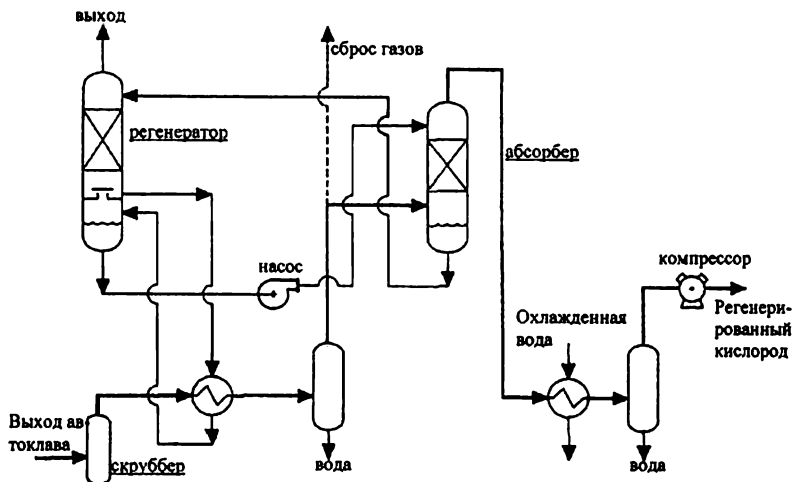 выход
сброс газов
регенератор
абсорбер
насос
компрессор
Охлажденная
вода
Регенери-
рованный
кислород
Выход ав-
токлава
скруббер
вода
вода